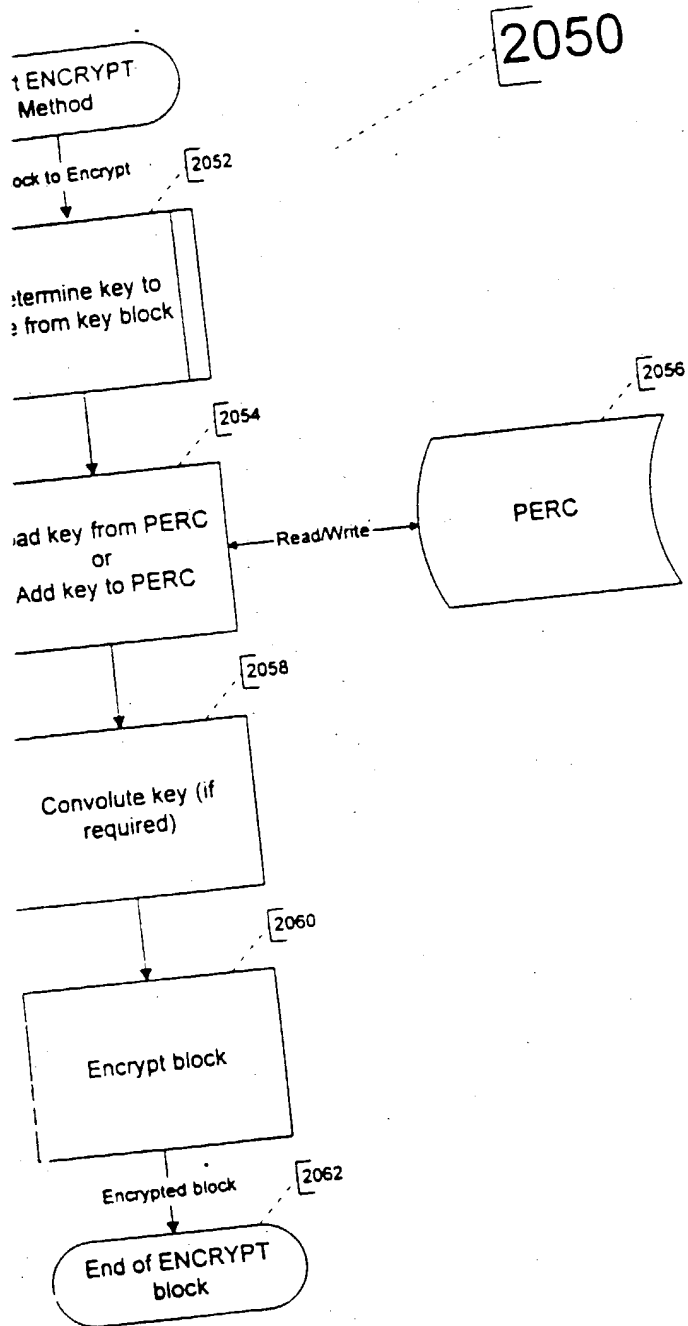 2050
t ENCRYPT
Method
ock to Encrypt
2052
etermine key to
e from key block
2054
2056
ad key from PERC
or
Add key to PERC
Read/Write
PERC
2058
Convolute key (if
required)
2060
Encrypt block
Encrypted block
2062
End of ENCRYPT
block